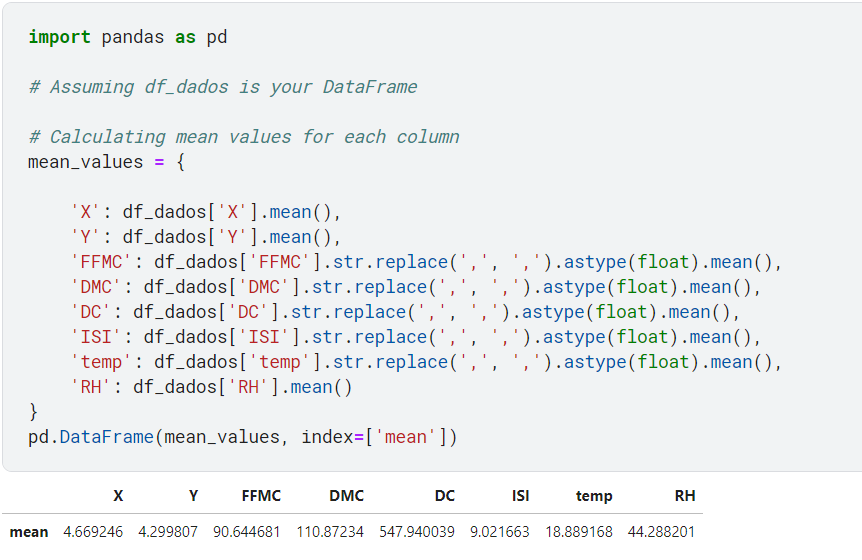 import pandas as pd
# Assuming df_dados is your DataFrame
# Calculating mean values for each column
mean_values = {
'X': df_dados['X'].mean(),
'Y': df_dados['Y'].mean(),
'FFMC': df_dados['FFMC'].str.replace(',', ',').astype(float).mean(),
'DMC': df_dados['DMC'].str.replace(',', ',').astype(float).mean(),
'DC': df_dados['DC'].str.replace(',', ',').astype(float).mean(),
'ISI': df_dados['ISI'].str.replace(',', ',').astype(float).mean(),
'temp': df_dados['temp'].str.replace(',', ',').astype(float).mean(),
'RH': df_dados['RH'].mean()
}
pd.DataFrame(mean_values, index=['mean'])
X Y FFMC DMC DC ISI temp RH
mean 4.669246 4.299807 90.644681 110.87234 547.940039 9.021663 18.889168 44.288201